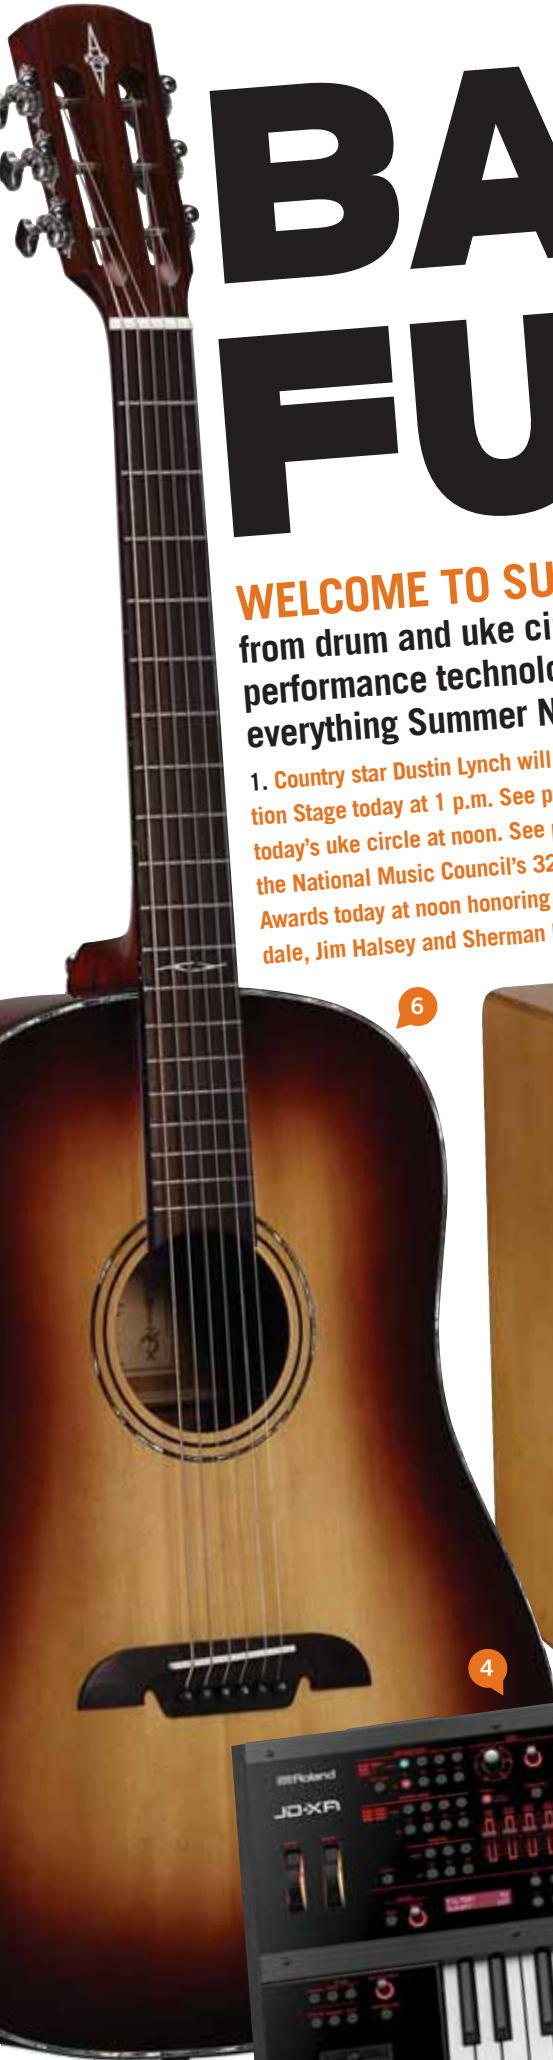 BA
FU
WELCOME TO SU
from drum and uke ci
performance technolo
everything Summer N
1. Country star Dustin Lynch will
tion Stage today at 1 p.m. See p
today's uke circle at noon. See
the National Music Council's 32
Awards today at noon honoring
dale, Jim Halsey and Sherman
6
4
Roland
JD-XA